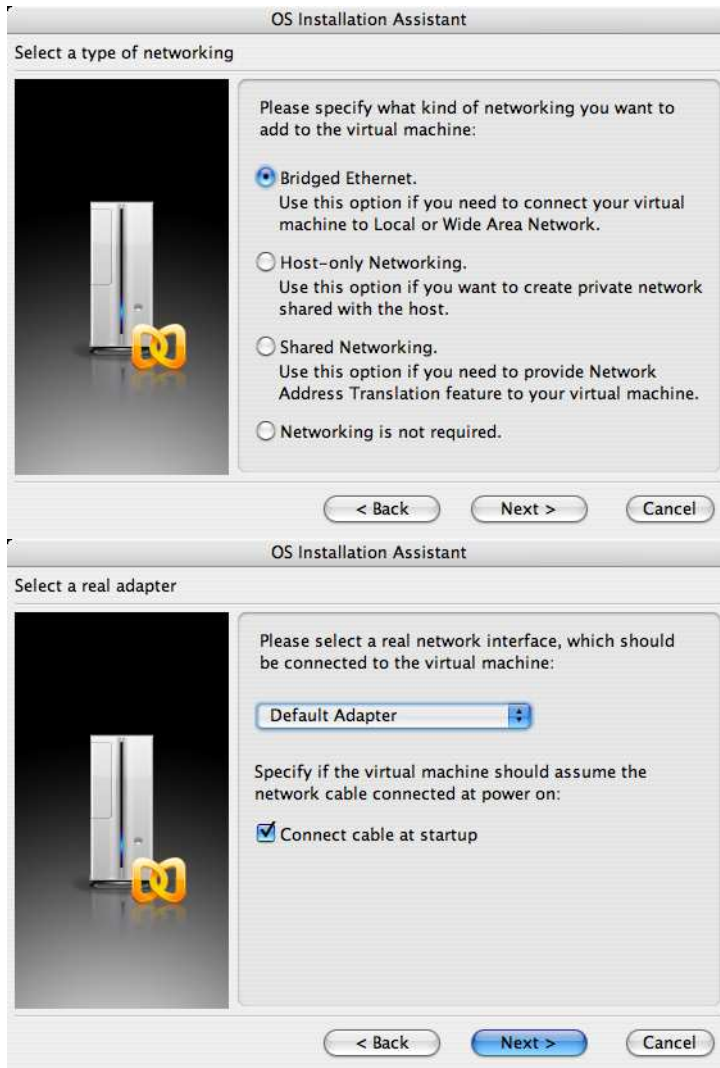 OS Installation Assistant
Select a type of networking
Please specify what kind of networking you want to
add to the virtual machine:
Bridged Ethernet.
Use this option if you need to connect your virtual
machine to Local or Wide Area Network.
Host-only Networking.
Use this option if you want to create private network
shared with the host.
Shared Networking.
Use this option if you need to provide Network
Address Translation feature to your virtual machine.
Networking is not required.
< Back
Next >
Cancel
OS Installation Assistant
Select a real adapter
Please select a real network interface, which should
be connected to the virtual machine:
Default Adapter
Specify if the virtual machine should assume the
network cable connected at power on:
Connect cable at startup
< Back
Next >
Cancel